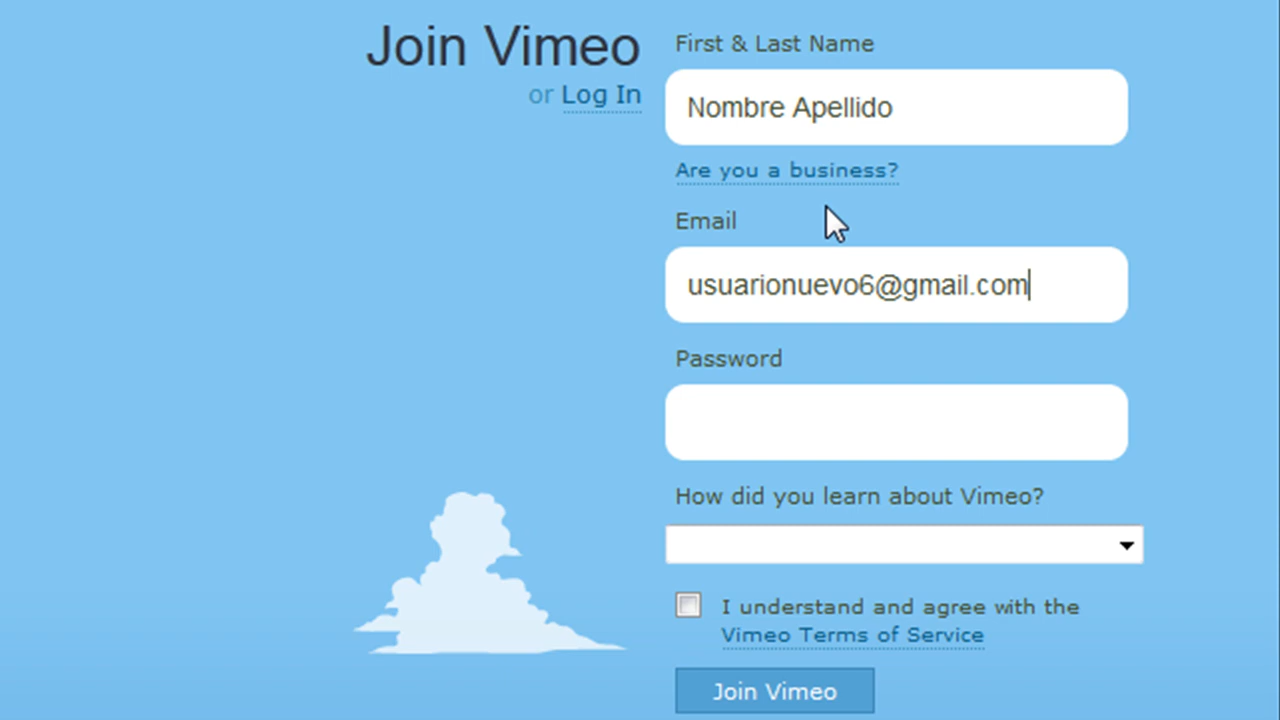 Join Vimeo
or Log In
First & Last Name
Nombre Apellido
Are you a business?
Email
usuarionuevo6@gmail.com
Password
How did you learn about Vimeo?
I understand and agree with the
Vimeo Terms of Service
Join Vimeo